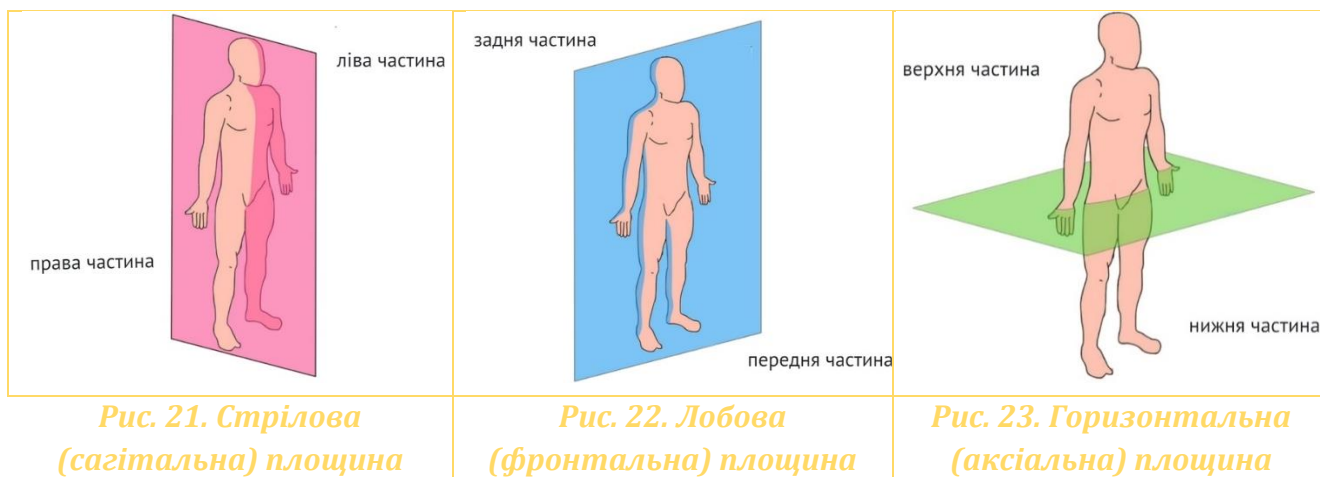 ліва частина
права частина
задня частина
передня частина
верхня частина
нижня частина
Рис. 21. Стрілова
(сагітальна) площина
Рис. 22. Лобова
(фронтальна) площина
Рис. 23. Горизонтальна
(аксіальна) площина